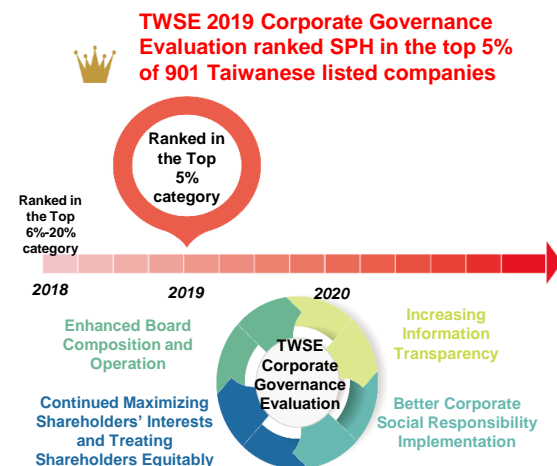 TWSE 2019 Corporate Governance
Evaluation ranked SPH in the top 5%
of 901 Taiwanese listed companies
Ranked in
the Top
5%
category
Ranked in
the Top
6%-20%
category
2018
2019
2020
Enhanced Board
Composition and
Operation
Increasing
Information
Transparency
TWSE
Corporate
Governance
Evaluation
Continued Maximizing
Shareholders' Interests
and Treating
Shareholders Equitably
Better Corporate
Social Responsibility
Implementation